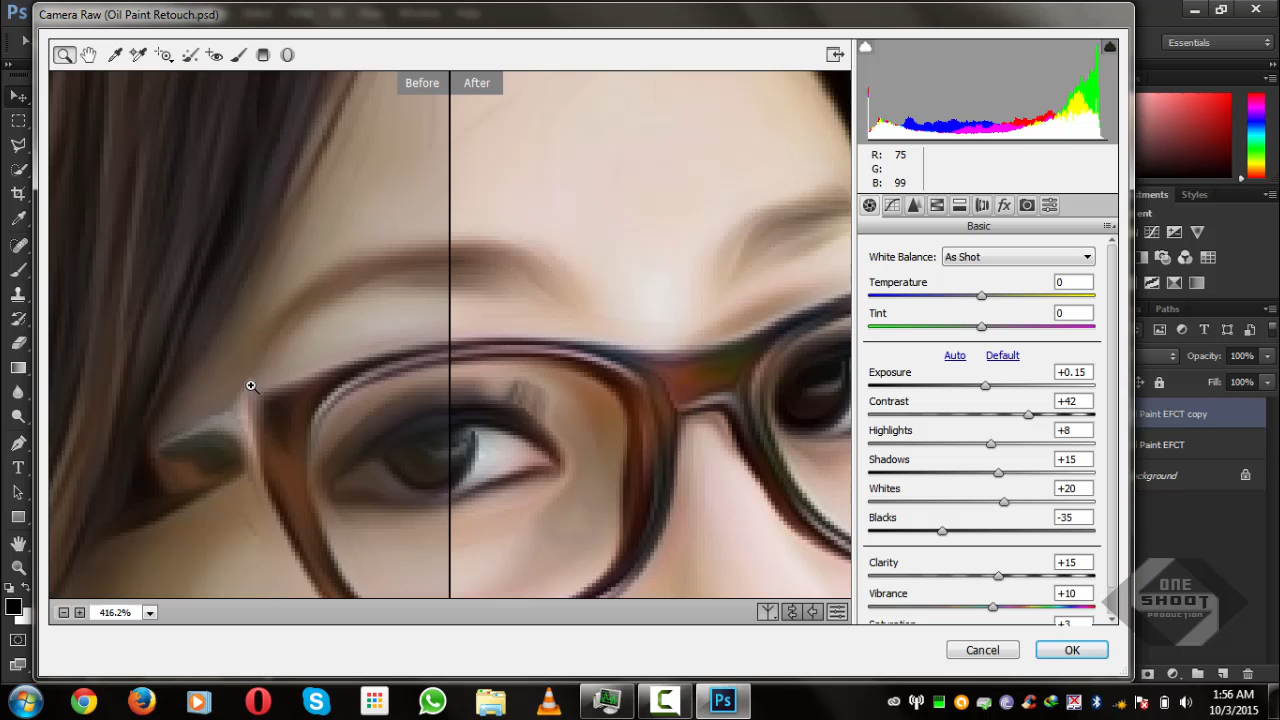 Ps
Camera Raw (Oil Paint Retouch.psd)
Essentials
Before
After
R: 75
G:
B: 99
Styles
Basic
White Balance: As Shot
Temperature 0
Tint 0
Auto Default
Exposure +0.15
Contrast +42
Highlights +8
Shadows +15
Whites +20
Blacks -35
Clarity +15
Vibrance +10
Paths
Opacity: 100%
Fill: 100%
Paint EFCT copy
Paint EFCT
ONE
SHOOT
PRODUCTION
416.2%
Cancel
OK
Ps
1:56 AM
10/3/2015